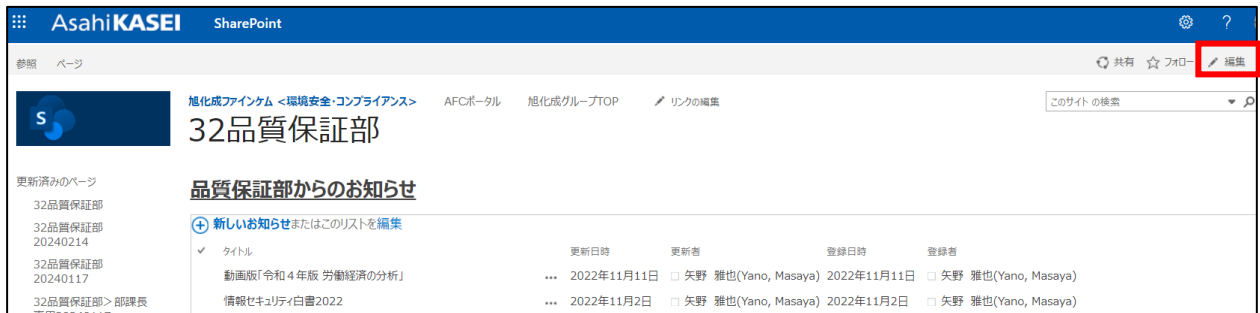 AsahiKASEI SharePoint ?
参照 ページ 共有 フォロー 編集
旭化成ファインケム <環境安全・コンプライアンス> AFCポータル 旭化成グループTOP リンクの編集 このサイト の検索
S
32品質保証部
更新済みのページ
32品質保証部
32品質保証部
20240214
32品質保証部
20240117
32品質保証部>部課長
品質保証部からのお知らせ
新しいお知らせまたはこのリストを編集
タイトル 更新日時 更新者 登録日時 登録者
動画版「令和4年版 労働経済の分析」 ... 2022年11月11日 矢野 雅也(Yano, Masaya) 2022年11月11日 矢野 雅也(Yano, Masaya)
情報セキュリティ白書2022 ... 2022年11月2日 矢野 雅也(Yano, Masaya) 2022年11月2日 矢野 雅也(Yano, Masaya)